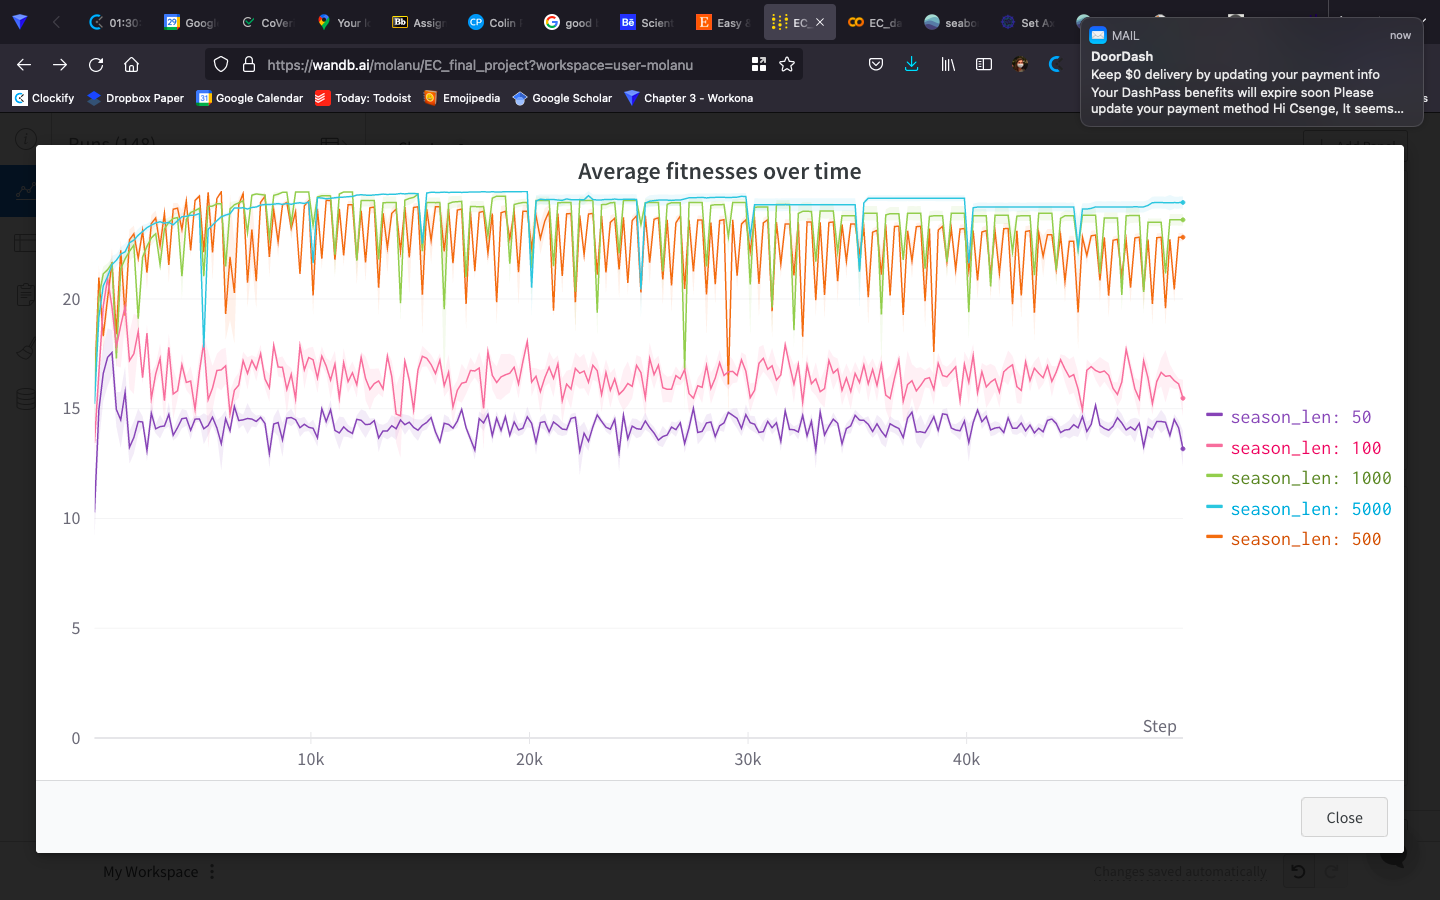 01:30:
Googl
CoVer
Your l
Assign
Colin
good
Scient
Easy &
EC_
EC_da
seabo
Set Ax
MAIL
now
DoorDash
Keep $0 delivery by updating your payment info
Your DashPass benefits will expire soon Please
update your payment method Hi Csenge, It seems...
https://wandb.ai/molanu/EC_final_project?workspace=user-molanu
Clockify
Dropbox Paper
Google Calendar
Today: Todoist
Emojipedia
Google Scholar
Chapter 3 - Workona
Runs (148)
Average fitnesses over time
20
15
10
5
0
10k
20k
30k
40k
Step
season_len: 50
season_len: 100
season_len: 1000
season_len: 5000
season_len: 500
Close
My Workspace
Changes saved automatically